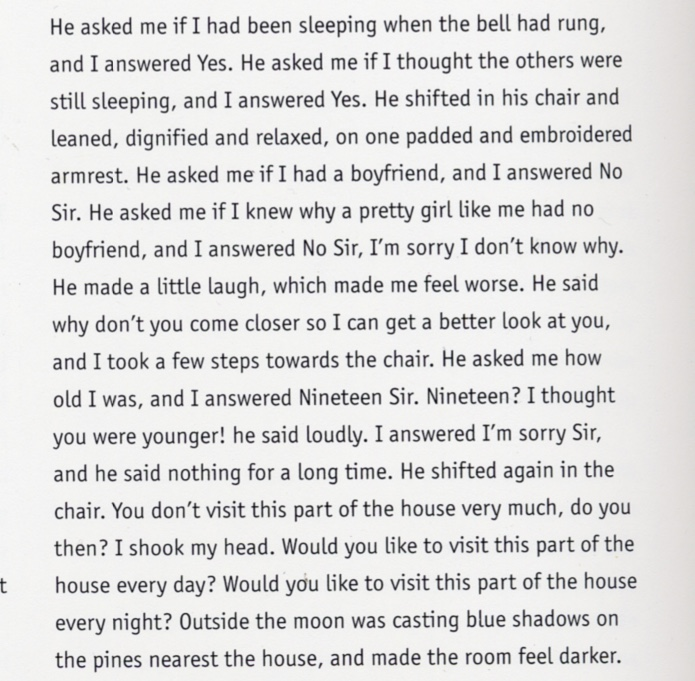 He asked me if I had been sleeping when the bell had rung,
and I answered Yes. He asked me if I thought the others were
still sleeping, and I answered Yes. He shifted in his chair and
leaned, dignified and relaxed, on one padded and embroidered
armrest. He asked me if I had a boyfriend, and I answered No
Sir. He asked me if I knew why a pretty girl like me had no
boyfriend, and I answered No Sir, I’m sorry I don’t know why.
He made a little laugh, which made me feel worse. He said
why don’t you come closer so I can get a better look at you,
and I took a few steps towards the chair. He asked me how
old I was, and I answered Nineteen Sir. Nineteen? I thought
you were younger! he said loudly. I answered I’m sorry Sir,
and he said nothing for a long time. He shifted again in the
chair. You don’t visit this part of the house very much, do you
then? I shook my head. Would you like to visit this part of the
t house every day? Would you like to visit this part of the house
every night? Outside the moon was casting blue shadows on
the pines nearest the house, and made the room feel darker.